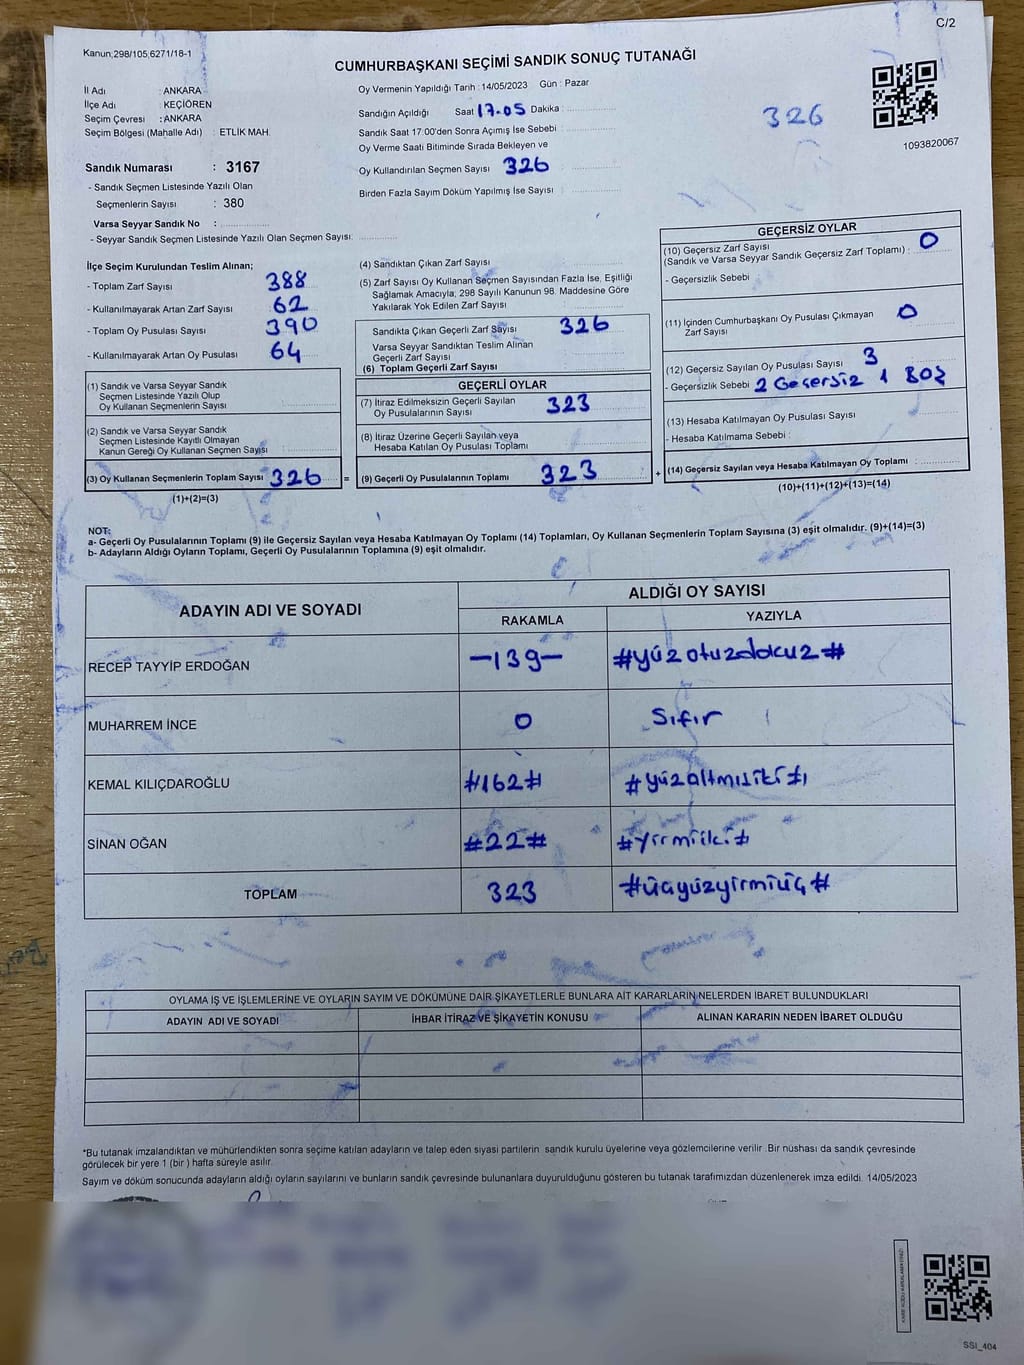 C/2
Kanun;298/105,6271/18-1
CUMHURBAŞKANI SEÇİMİ SANDIK SONUÇ TUTANAĞI
İl Adı : ANKARA
İlçe Adı : KEÇİÖREN
Seçim Çevresi : ANKARA
Seçim Bölgesi (Mahalle Adı) : ETLİK MAH.
Sandık Numarası : 3167
- Sandık Seçmen Listesinde Yazılı Olan
Seçmenlerin Sayısı : 380
Varsa Seyyar Sandık No :
- Seyyar Sandık Seçmen Listesinde Yazılı Olan Seçmen Sayısı:
Oy Vermenin Yapıldığı Tarih : 14/05/2023 Gün : Pazar
Sandığın Açıldığı Saat 17.05 Dakika :
Sandık Saat 17:00'den Sonra Açımış İse Sebebi :
Oy Verme Saati Bitiminde Sırada Bekleyen ve
Oy Kullandırılan Seçmen Sayısı : 326
Birden Fazla Sayım Döküm Yapılmış İse Sayısı :
326
1093820067
İlçe Seçim Kurulundan Teslim Alınan;
- Toplam Zarf Sayısı : 388
- Kullanılmayarak Artan Zarf Sayısı : 62
- Toplam Oy Pusulası Sayısı : 390
- Kullanılmayarak Artan Oy Pusulası : 64
(1) Sandık ve Varsa Seyyar Sandık
Seçmen Listesinde Yazılı Olup
Oy Kullanan Seçmenlerin Sayısı
(2) Sandık ve Varsa Seyyar Sandık
Seçmen Listesinde Kayıtlı Olmayan
Kanun Gereği Oy Kullanan Seçmen Sayısı
(3) Oy Kullanan Seçmenlerin Toplam Sayısı 326 =
(1)+(2)=(3)
(4) Sandıktan Çıkan Zarf Sayısı :
(5) Zarf Sayısı Oy Kullanan Seçmen Sayısından Fazla İse, Eşitliği
Sağlamak Amacıyla; 298 Sayılı Kanunun 98. Maddesine Göre
Yakılarak Yok Edilen Zarf Sayısı :
Sandıkta Çıkan Geçerli Zarf Sayısı : 326
Varsa Seyyar Sandıktan Teslim Alınan
Geçerli Zarf Sayısı
(6) Toplam Geçerli Zarf Sayısı :
GEÇERLİ OYLAR
(7) İtiraz Edilmeksizin Geçerli Sayılan
Oy Pusulalarının Sayısı : 323
(8) İtiraz Üzerine Geçerli Sayılan veya
Hesaba Katılan Oy Pusulası Toplamı
(9) Geçerli Oy Pusulalarının Toplamı 323 +
GEÇERSİZ OYLAR
(10) Geçersiz Zarf Sayısı
(Sandık ve Varsa Seyyar Sandık Geçersiz Zarf Toplamı) : 0
- Geçersizlik Sebebi :
(11) İçinden Cumhurbaşkanı Oy Pusulası Çıkmayan
Zarf Sayısı : 0
(12) Geçersiz Sayılan Oy Pusulası Sayısı : 3
- Geçersizlik Sebebi : 2 Geçersiz 1 BOŞ
(13) Hesaba Katılmayan Oy Pusulası Sayısı :
- Hesaba Katılmama Sebebi :
(14) Geçersiz Sayılan veya Hesaba Katılmayan Oy Toplamı :
(10)+(11)+(12)+(13)=(14)
NOT:
a- Geçerli Oy Pusulalarının Toplamı (9) ile Geçersiz Sayılan veya Hesaba Katılmayan Oy Toplamı (14) Toplamları, Oy Kullanan Seçmenlerin Toplam Sayısına (3) eşit olmalıdır. (9)+(14)=(3)
b- Adayların Aldığı Oyların Toplamı, Geçerli Oy Pusulalarının Toplamına (9) eşit olmalıdır.
ADAYIN ADI VE SOYADI ALDIĞI OY SAYISI
RAKAMLA YAZIYLA
RECEP TAYYİP ERDOĞAN -139- #yüzotuzdokuz#
MUHARREM İNCE 0 Sıfır
KEMAL KILIÇDAROĞLU #162# #yüzaltmışiki#
SİNAN OĞAN #22# #yirmiiki#
TOPLAM 323 #üçyüzyirmiüç#
OYLAMA İŞ VE İŞLEMLERİNE VE OYLARIN SAYIM VE DÖKÜMÜNE DAİR ŞİKAYETLERLE BUNLARA AİT KARARLARIN NELERDEN İBARET BULUNDUKLARI
ADAYIN ADI VE SOYADI İHBAR İTİRAZ VE ŞİKAYETİN KONUSU ALINAN KARARIN NEDEN İBARET OLDUĞU
*Bu tutanak imzalandıktan ve mühürlendikten sonra seçime katılan adayların ve talep eden siyasi partilerin sandık kurulu üyelerine veya gözlemcilerine verilir. Bir nüshası da sandık çevresinde
görülecek bir yere 1 (bir ) hafta süreyle asılır.
Sayım ve döküm sonucunda adayların aldığı oyların sayılarını ve bunların sandık çevresinde bulunanlara duyurulduğunu gösteren bu tutanak tarafımızdan düzenlenerek imza edildi. 14/05/2023
SSİ_404